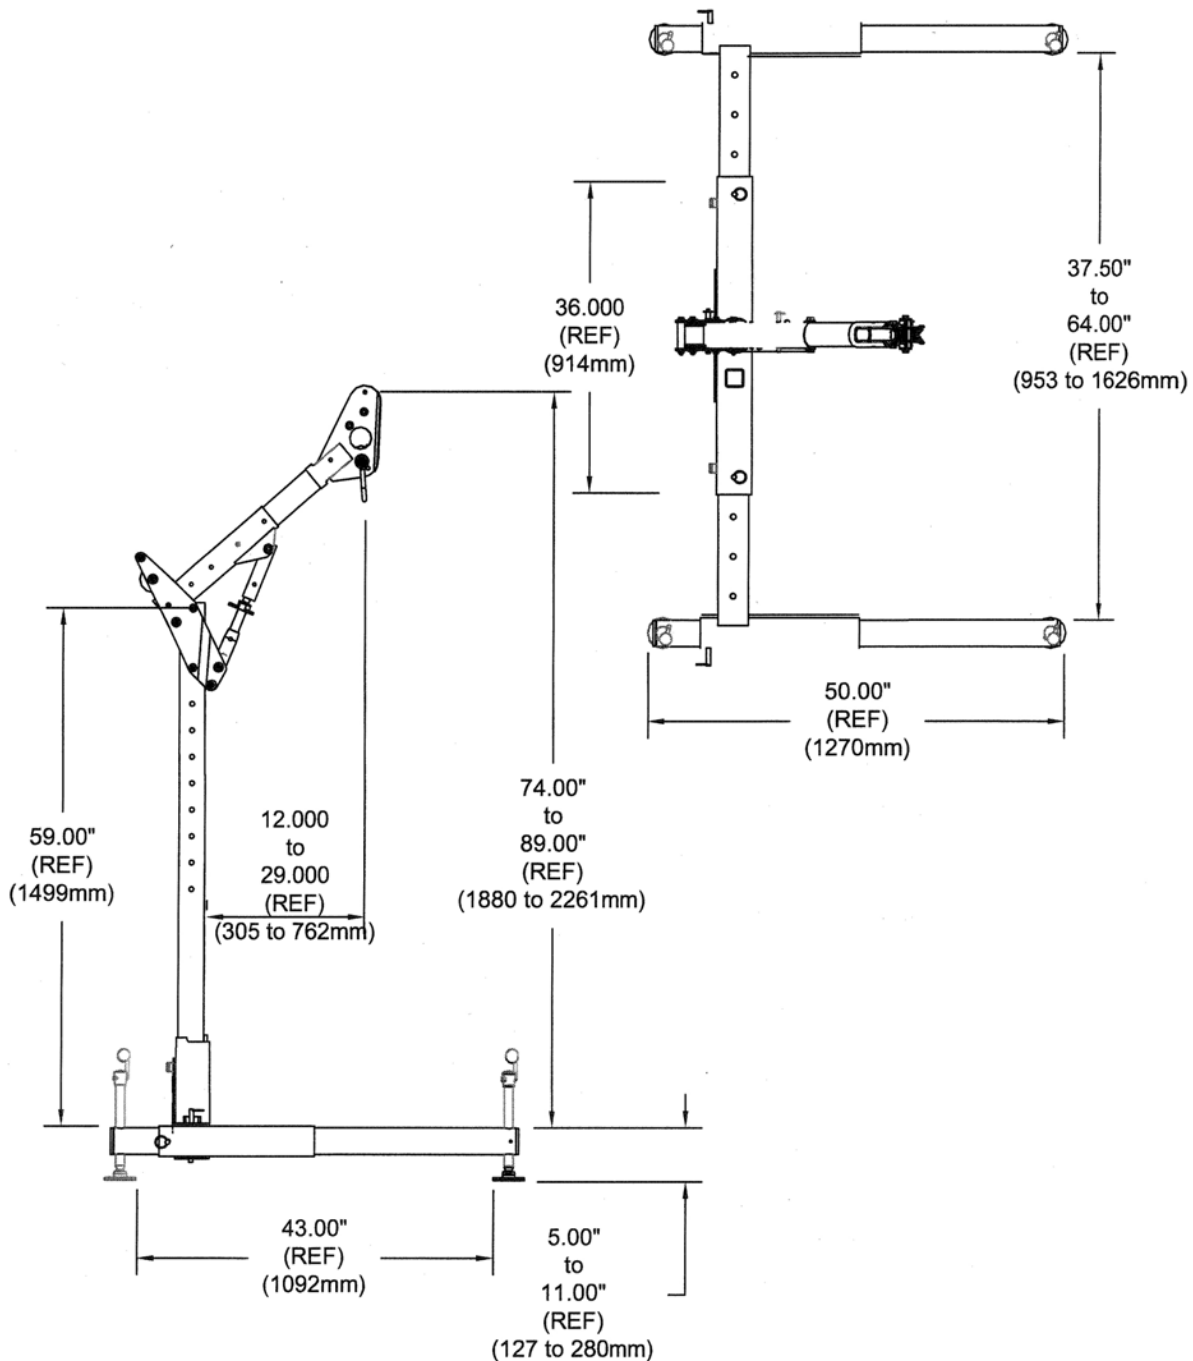 36.000
(REF)
(914mm)
37.50"
to
64.00"
(REF)
(953 to 1626mm)
50.00"
(REF)
(1270mm)
59.00"
(REF)
(1499mm)
12.000
to
29.000
(REF)
(305 to 762mm)
74.00"
to
89.00"
(REF)
(1880 to 2261mm)
43.00"
(REF)
(1092mm)
5.00"
to
11.00"
(REF)
(127 to 280mm)